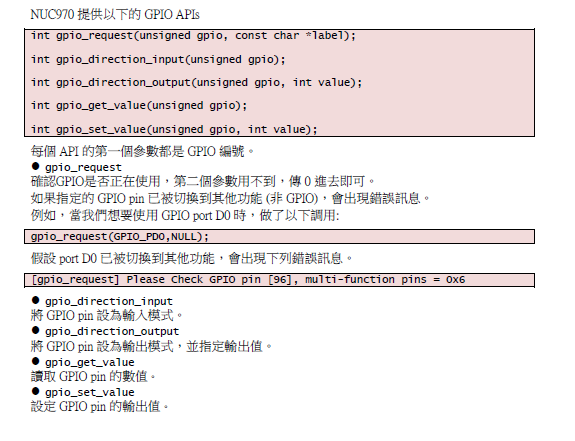 NUC970 提供以下的 GPIO APIs
int gpio_request(unsigned gpio, const char *label);
int gpio_direction_input(unsigned gpio);
int gpio_direction_output(unsigned gpio, int value);
int gpio_get_value(unsigned gpio);
int gpio_set_value(unsigned gpio, int value);
每個 API 的第一個參數都是 GPIO 編號。
● gpio_request
確認GPIO是否正在使用,第二個參數用不到,傳 0 進去即可。
如果指定的 GPIO pin 已被切換到其他功能 (非 GPIO),會出現錯誤訊息。
例如,當我們想要使用 GPIO port D0 時,做了以下調用:
gpio_request(GPIO_PD0,NULL);
假設 port D0 已被切換到其他功能,會出現下列錯誤訊息。
[gpio_request] Please Check GPIO pin [96], multi-function pins = 0x6
● gpio_direction_input
將 GPIO pin 設為輸入模式。
● gpio_direction_output
將 GPIO pin 設為輸出模式,並指定輸出值。
● gpio_get_value
讀取 GPIO pin 的數值。
● gpio_set_value
設定 GPIO pin 的輸出值。